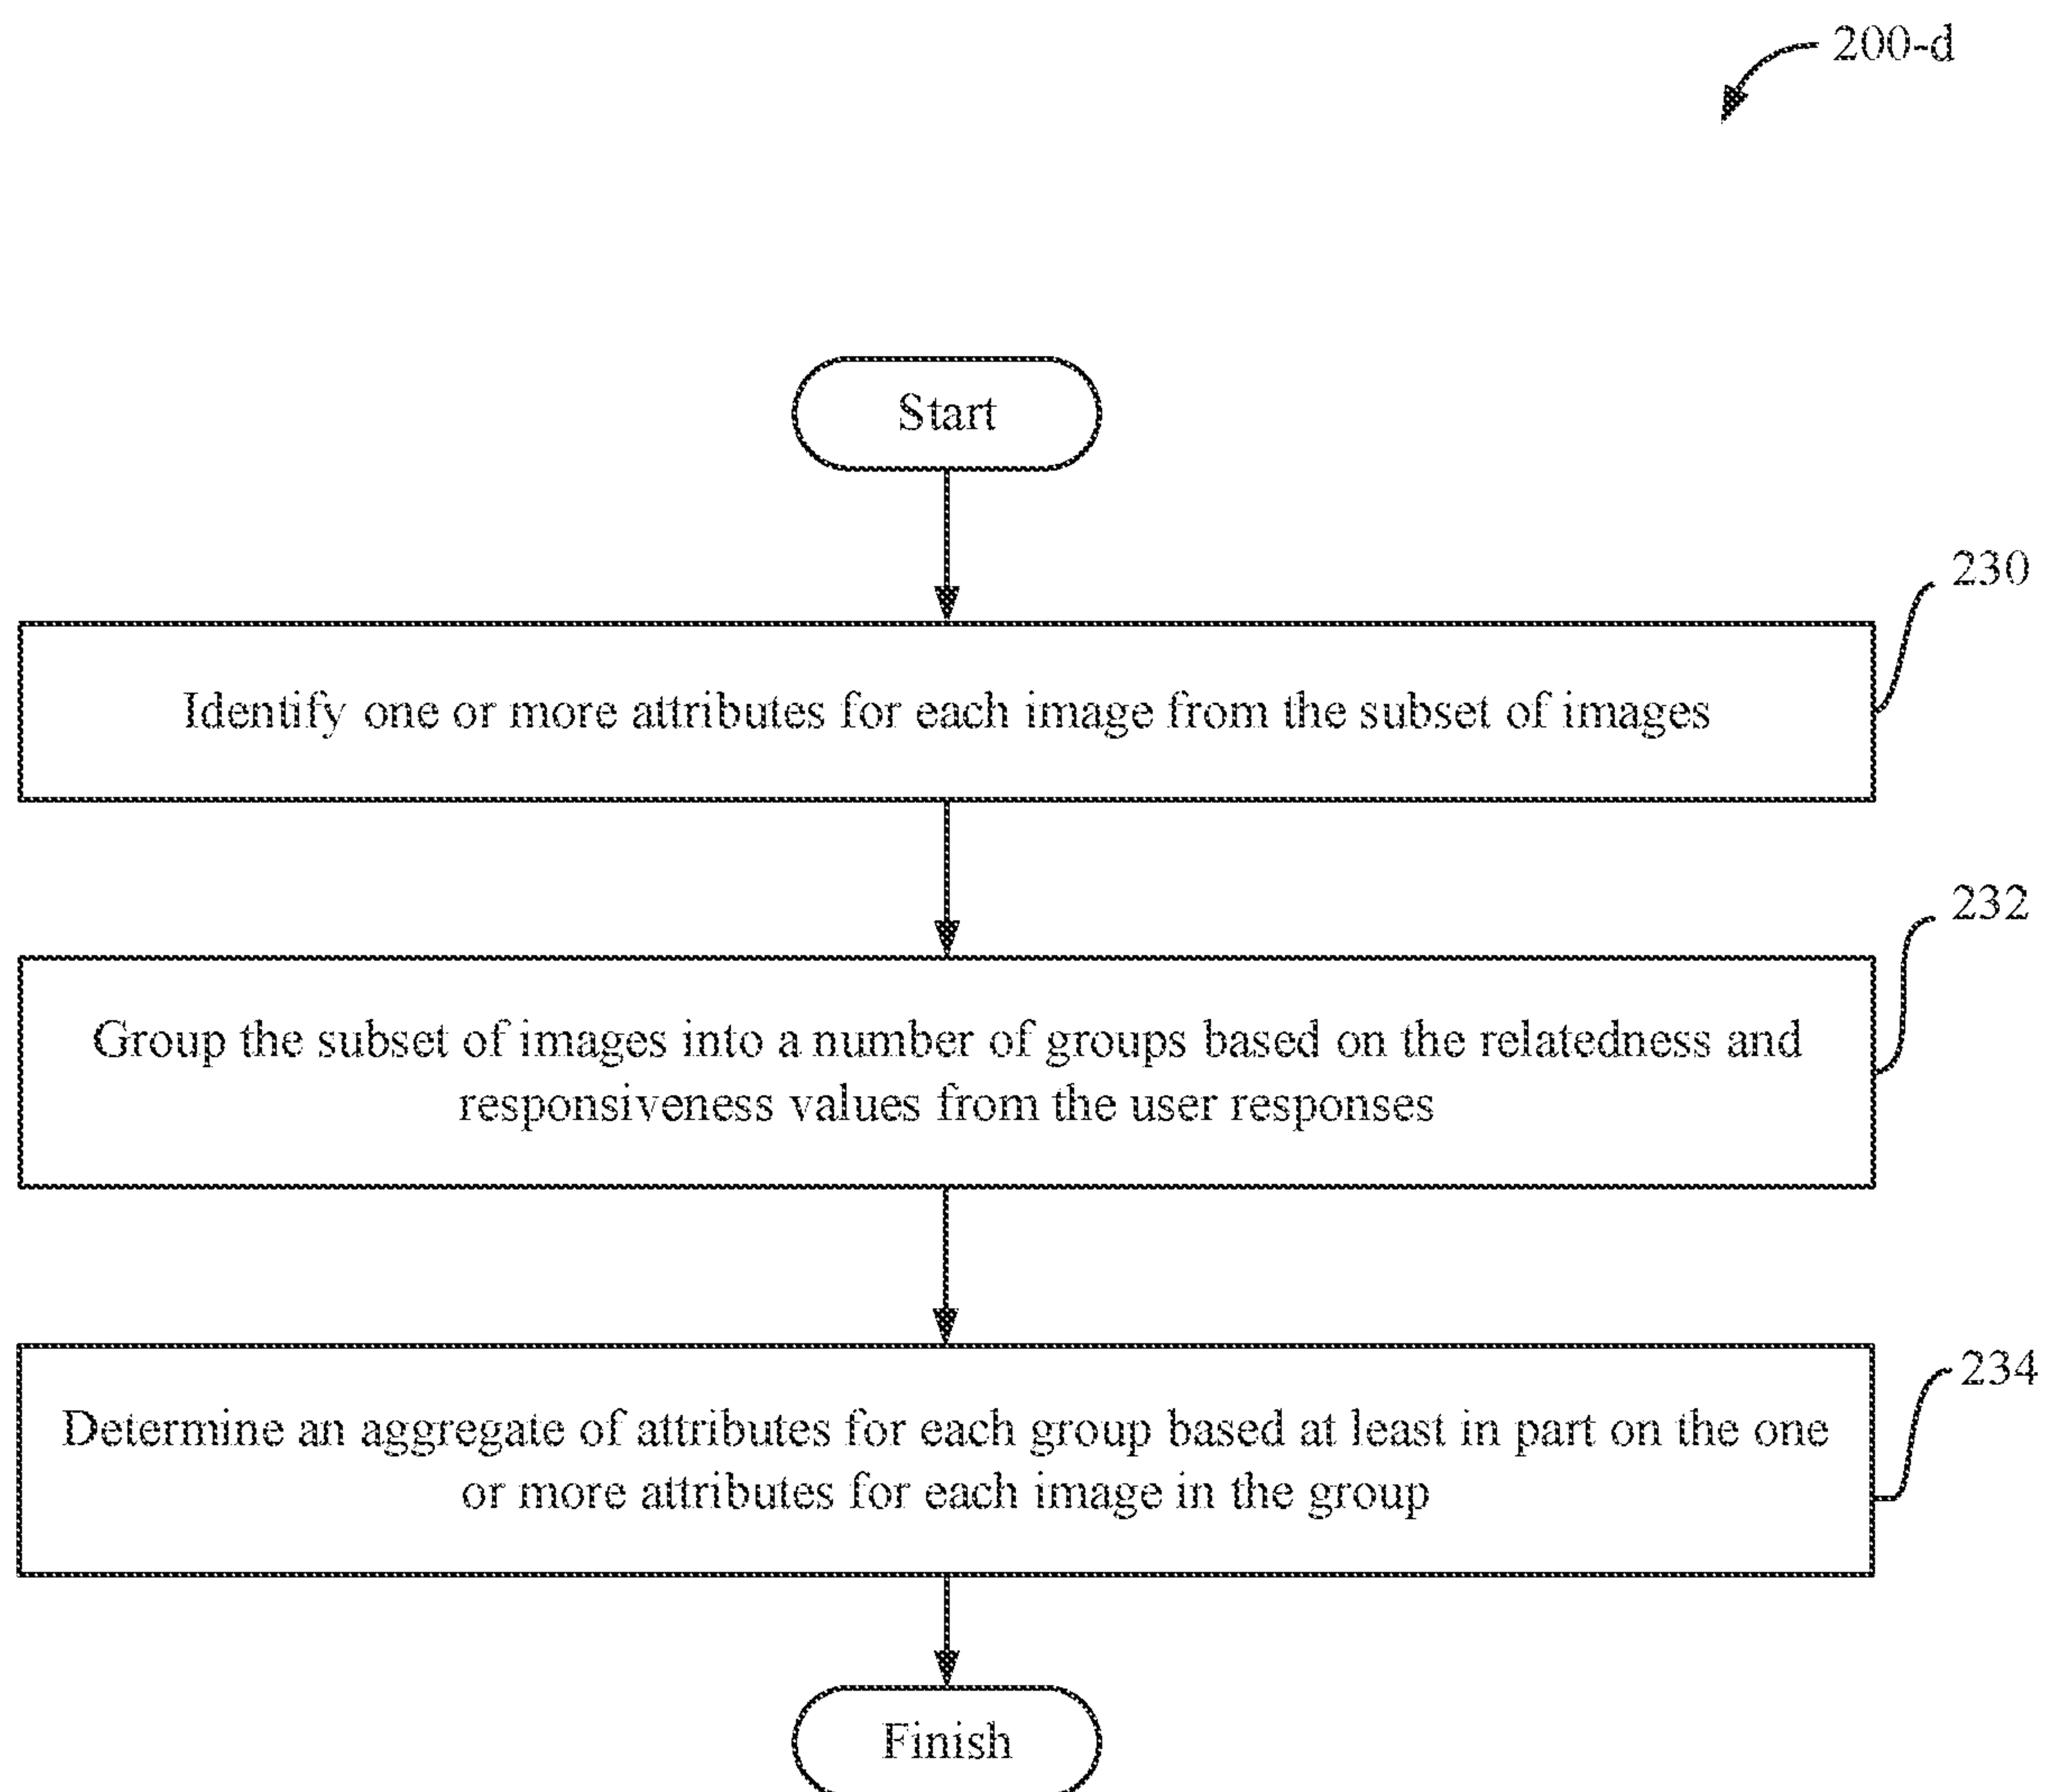 200-d
Start
230
Identify one or more attributes for each image from the subset of images
232
Group the subset of images into a number of groups based on the relatedness and
responsiveness values from the user responses
234
Determine an aggregate of attributes for each group based at least in part on the one
or more attributes for each image in the group
Finish